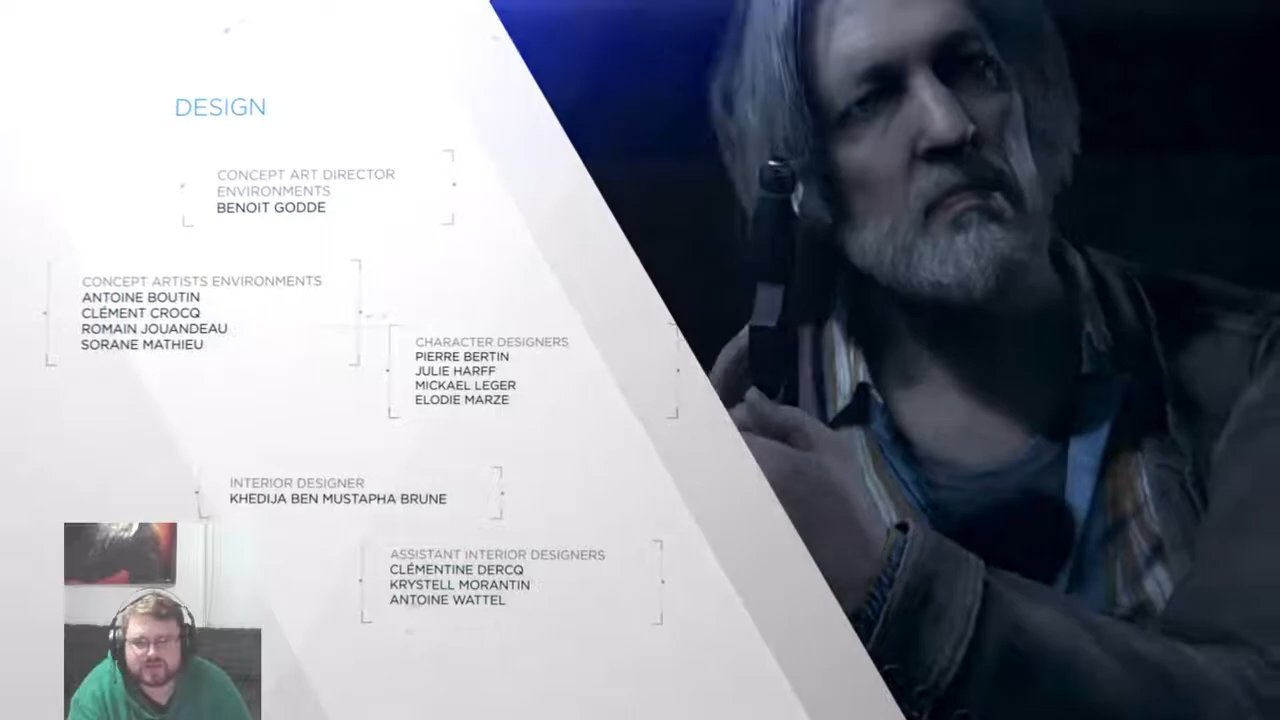 DESIGN
CONCEPT ART DIRECTOR
ENVIRONMENTS
BENOIT GODDE
CONCEPT ARTISTS ENVIRONMENTS
ANTOINE BOUTIN
CLÉMENT CROCQ
ROMAIN JOUANDEAU
SORANE MATHIEU
CHARACTER DESIGNERS
PIERRE BERTIN
JULIE HARFF
MICKAEL LEGER
ELODIE MARZE
INTERIOR DESIGNER
KHEDIJA BEN MUSTAPHA BRUNE
ASSISTANT INTERIOR DESIGNERS
CLÉMENTINE DERCQ
KRYSTELL MORANTIN
ANTOINE WATTEL